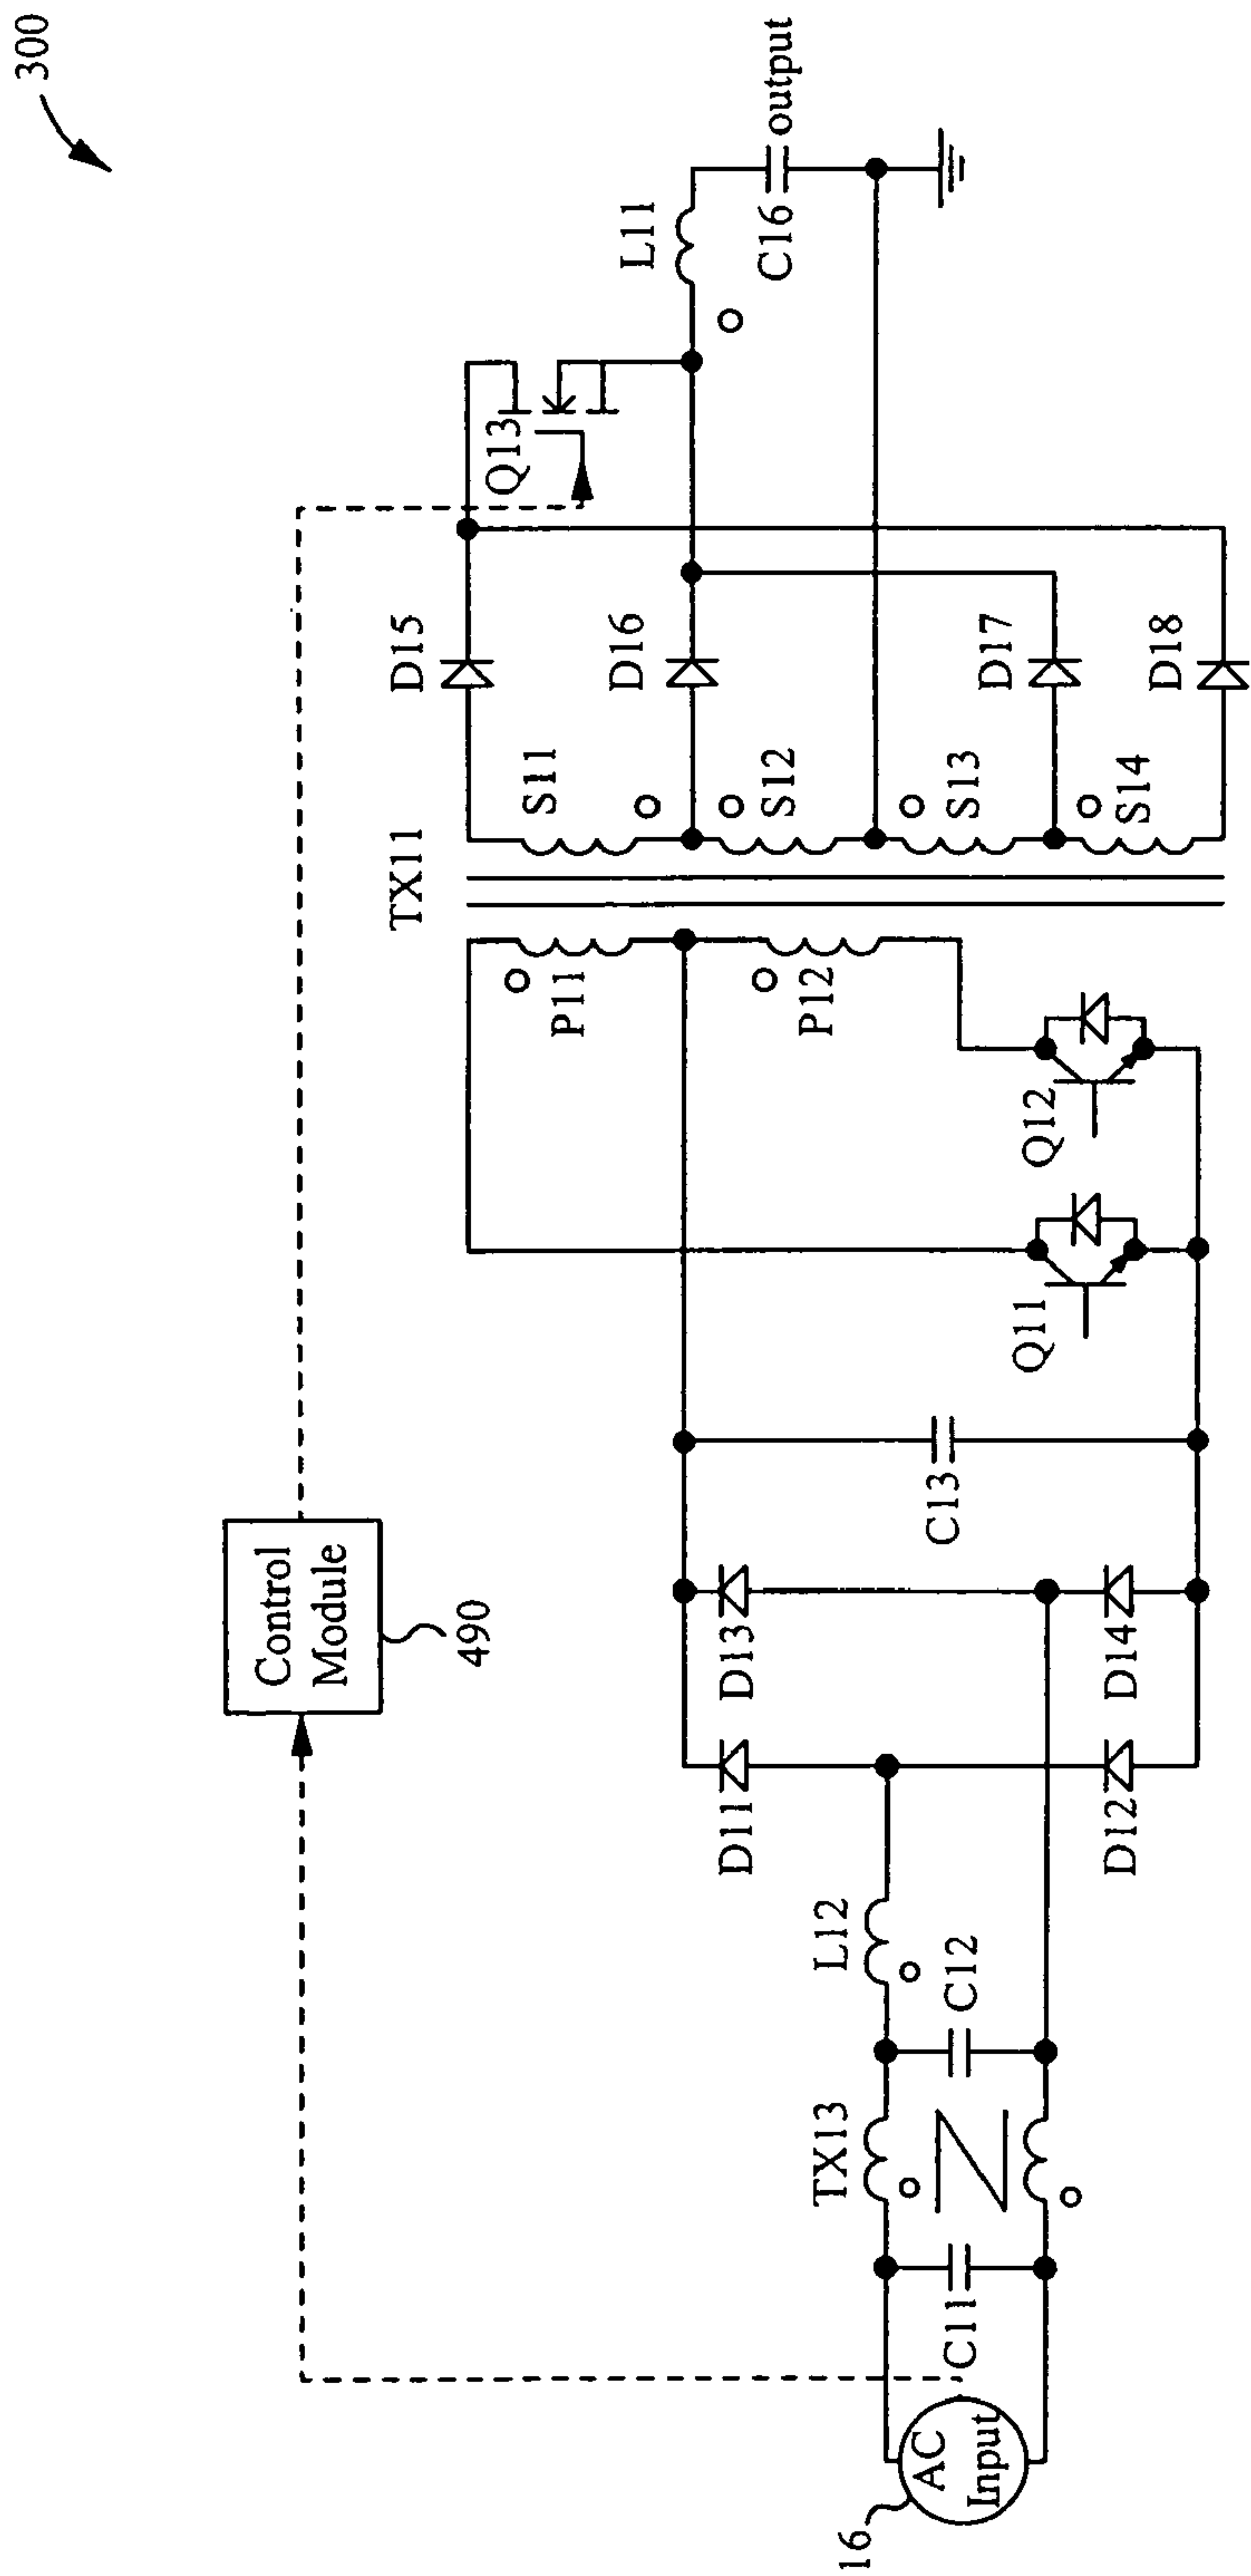 300
Control
Module
490
16
AC
Input
C11
TX13
C12
L12
D11
D12
D13
D14
C13
Q11
Q12
P11
P12
TX11
S11
S12
S13
S14
D15
D16
D17
D18
Q13
L11
C16
output